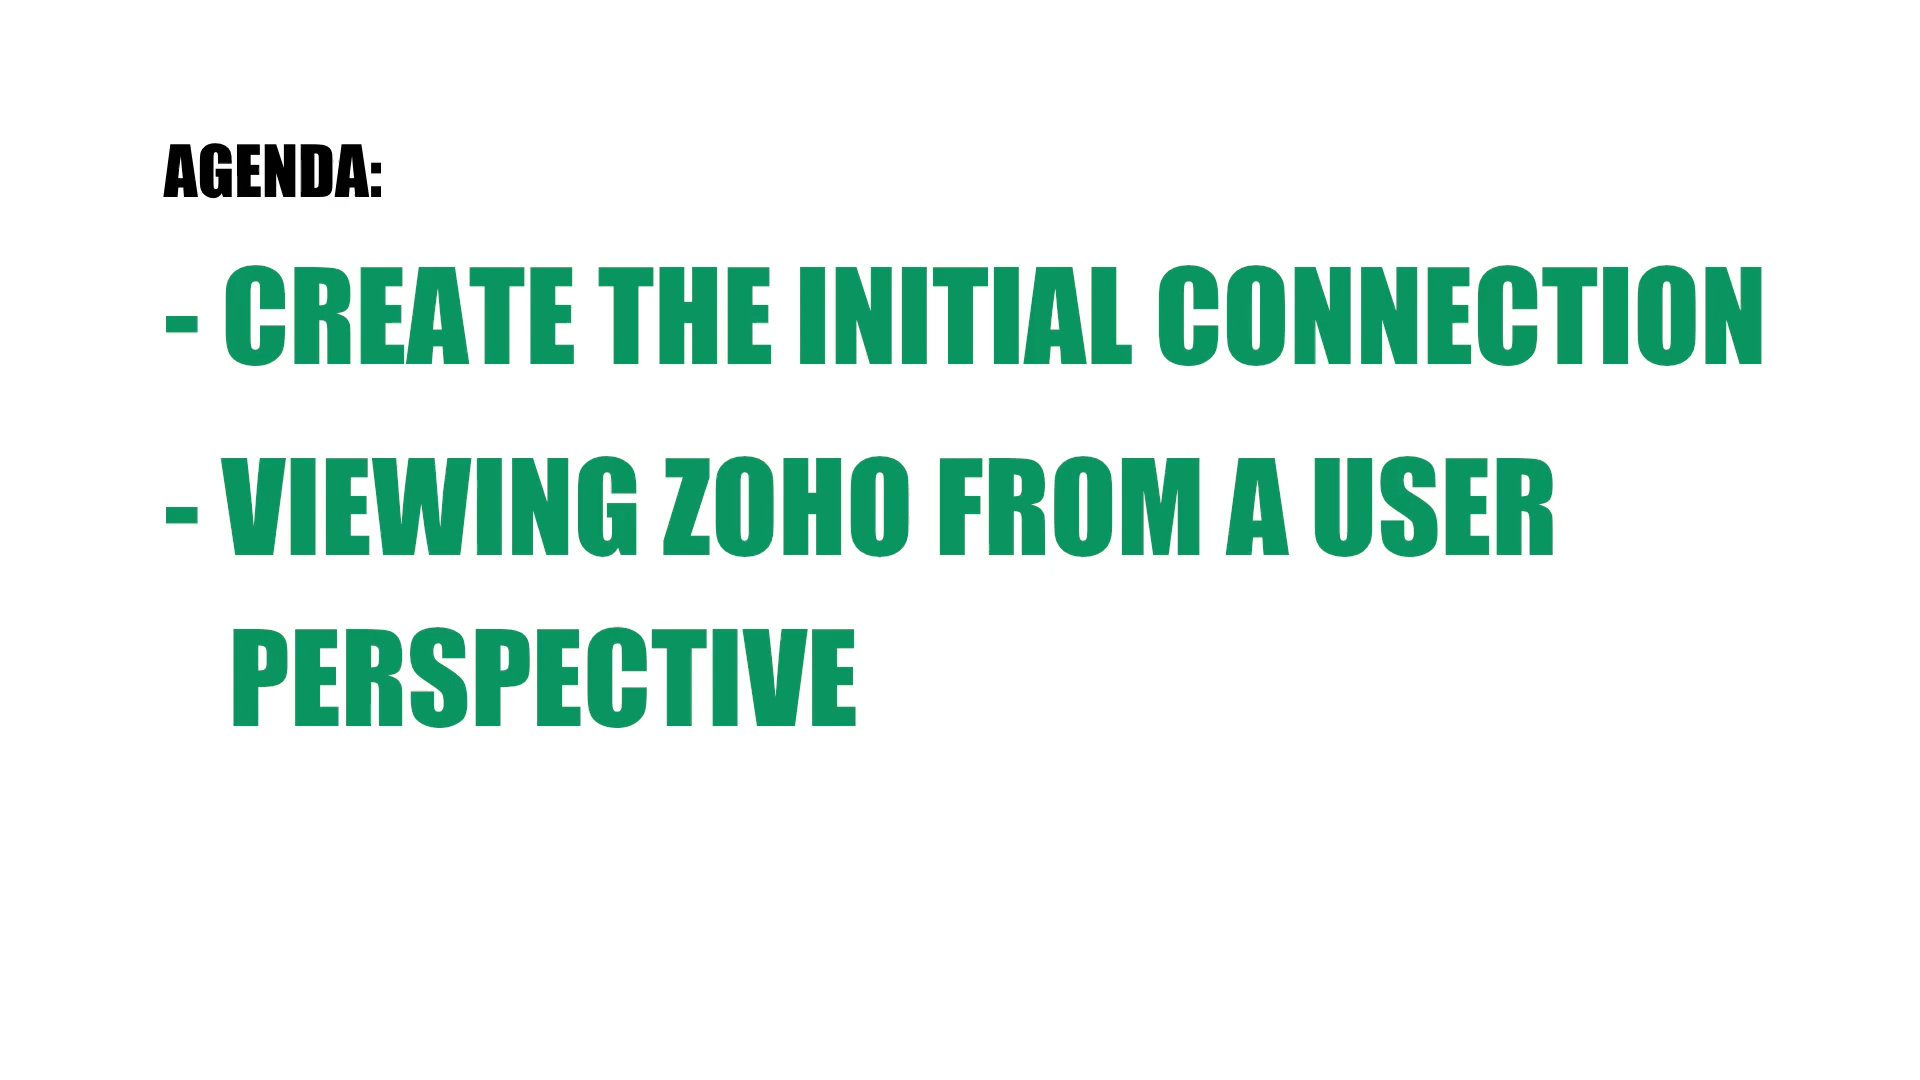 AGENDA:
- CREATE THE INITIAL CONNECTION
- VIEWING ZOHO FROM A USER
PERSPECTIVE